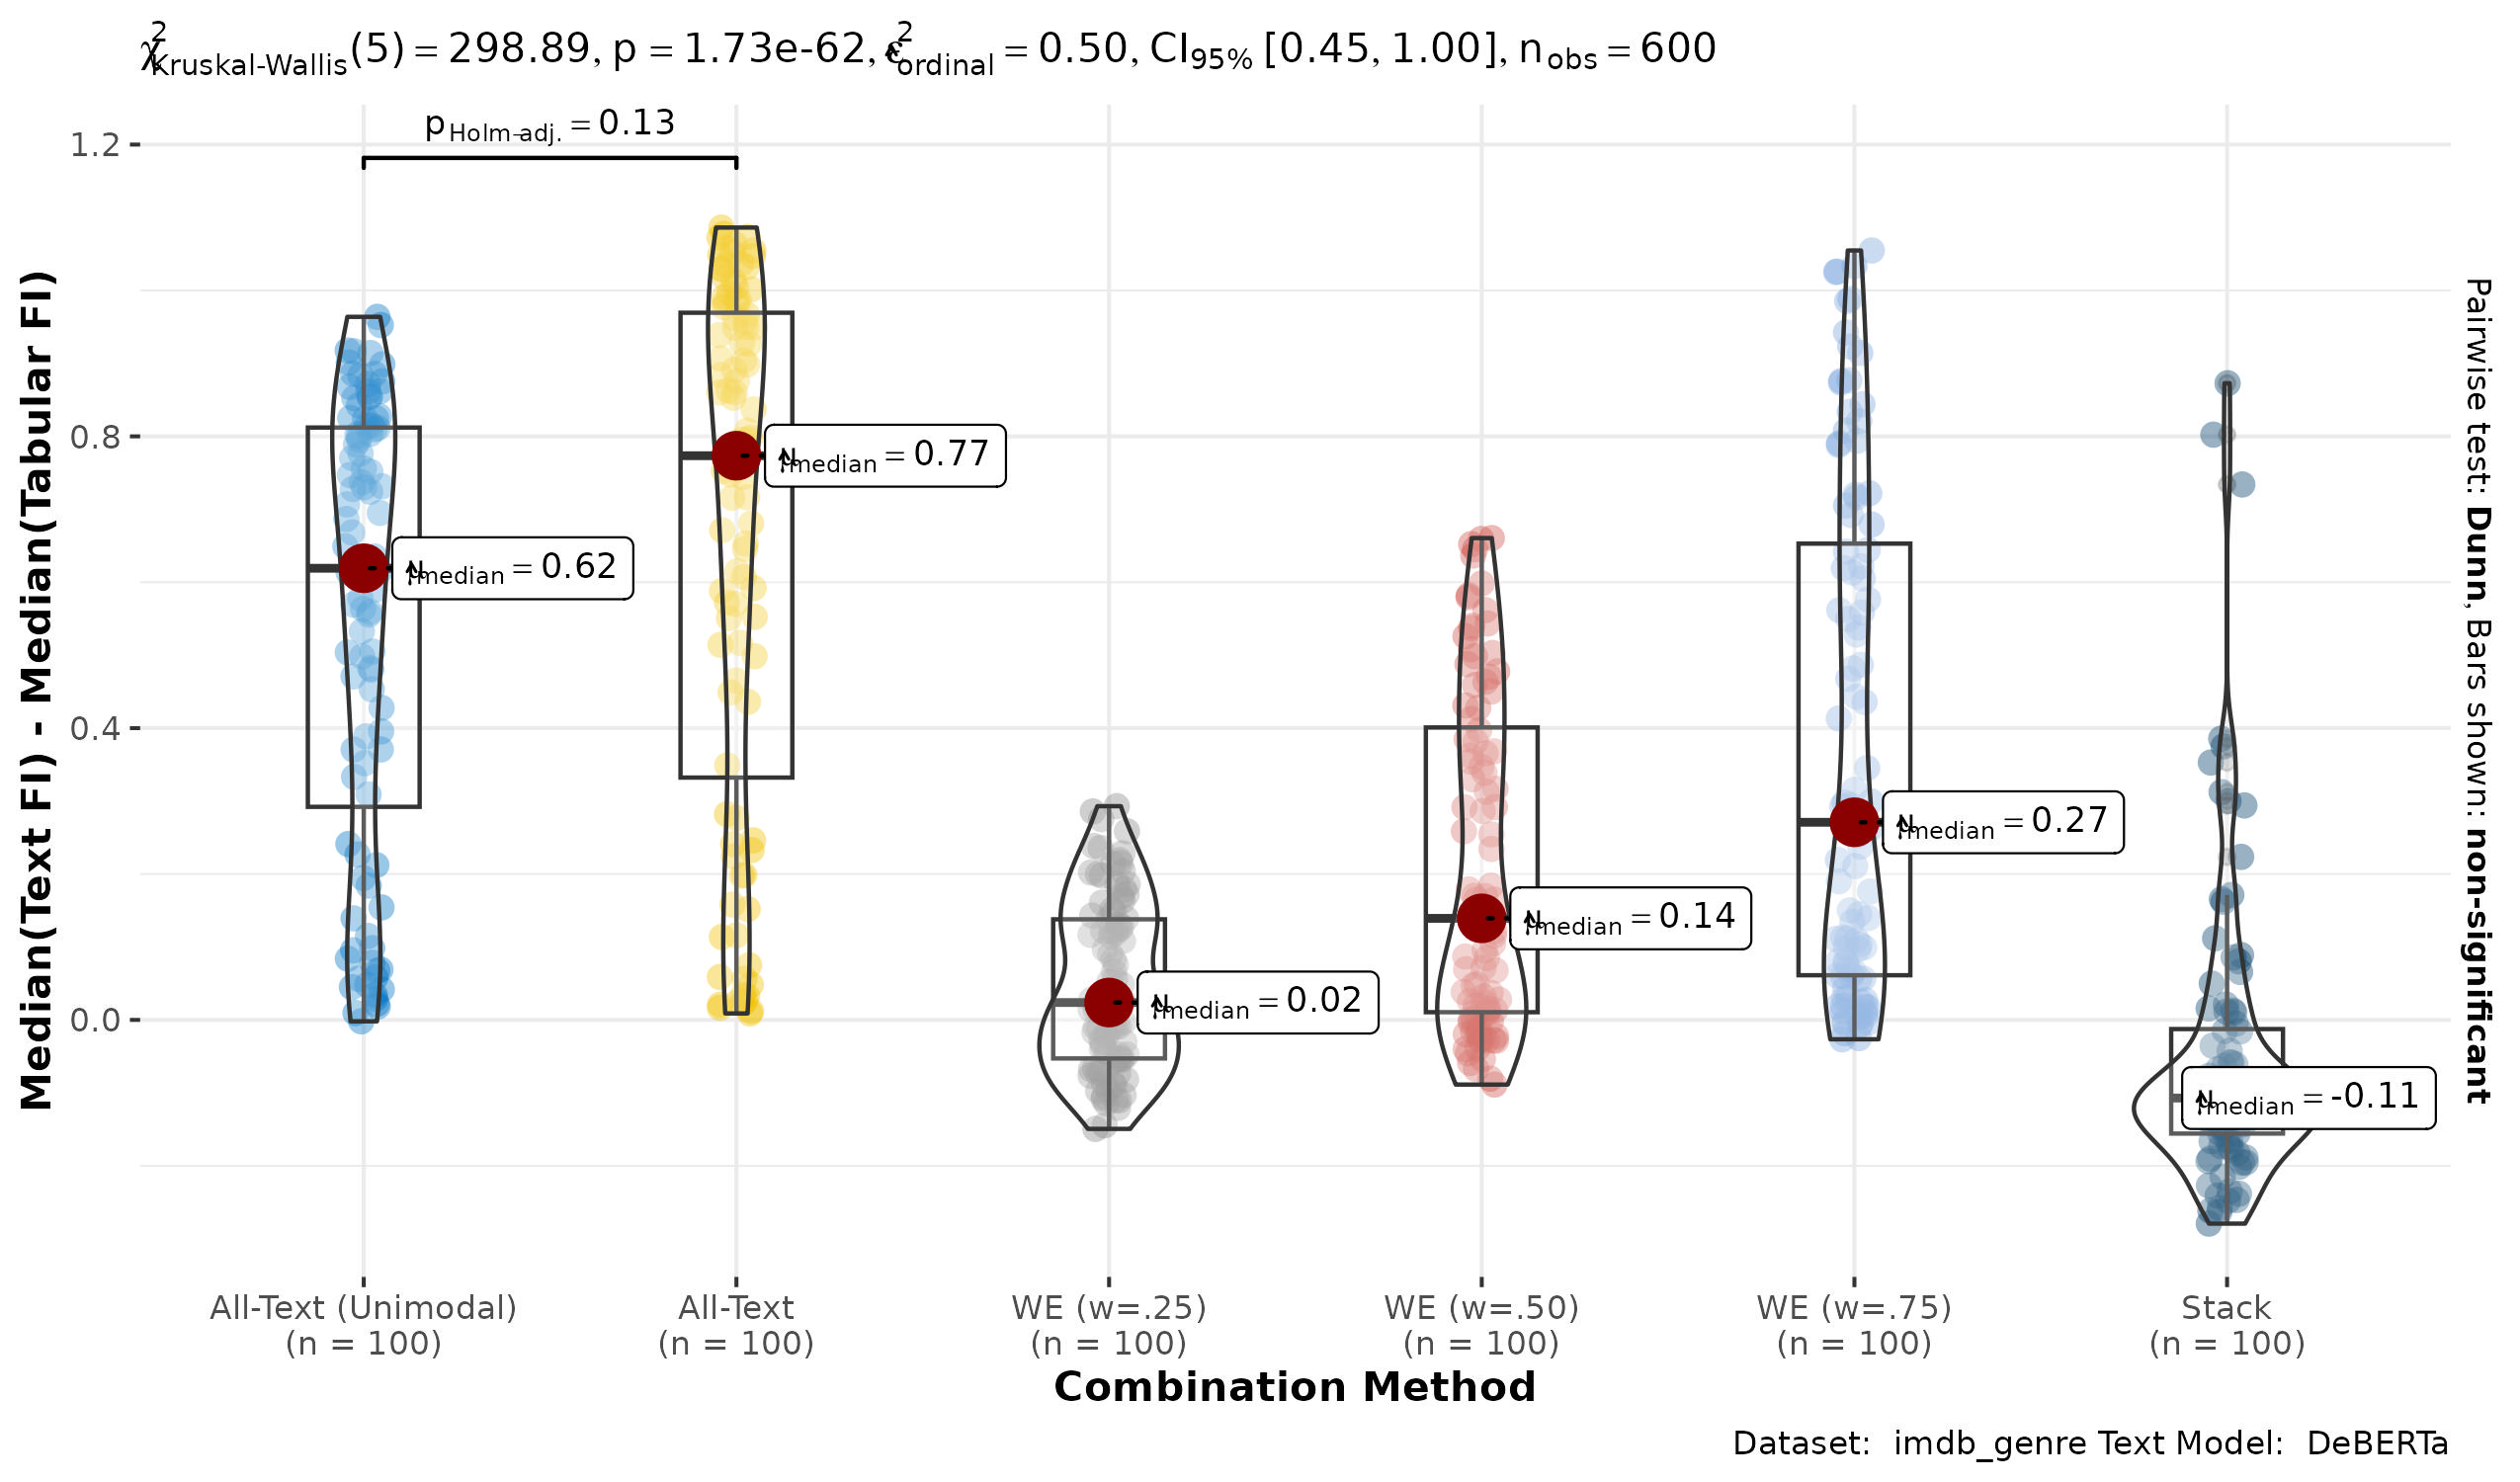 χ²Kruskal-Wallis (5) = 298.89, p = 1.73e-62, ε²ordinal = 0.50, CI95% [0.45, 1.00], nobs = 600
pHolm-adj. = 0.13
1.2
0.8
0.4
0.0
Median(Text FI) - Median(Tabular FI)
μ̂median = 0.62
μ̂median = 0.77
μ̂median = 0.02
μ̂median = 0.14
μ̂median = 0.27
μ̂median = -0.11
Pairwise test: Dunn, Bars shown: non-significant
All-Text (Unimodal)
(n = 100)
All-Text
(n = 100)
WE (w=.25)
(n = 100)
WE (w=.50)
(n = 100)
WE (w=.75)
(n = 100)
Stack
(n = 100)
Combination Method
Dataset: imdb_genre Text Model: DeBERTa